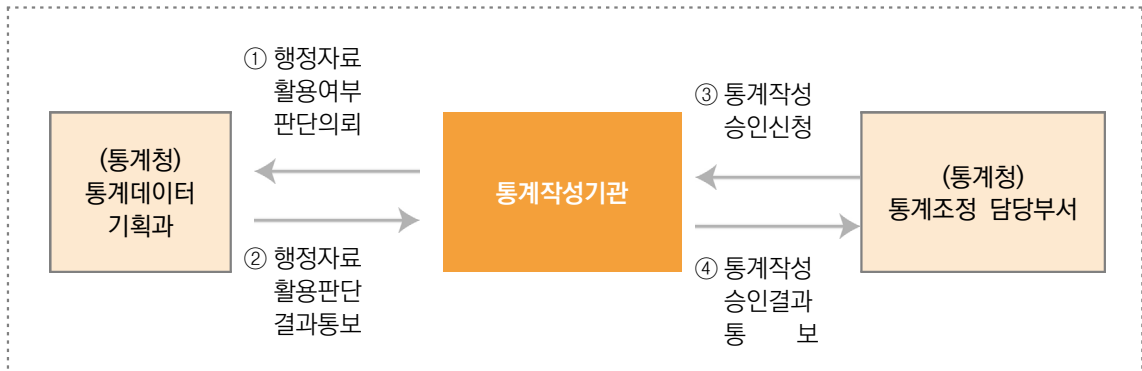 ① 행정자료
활용여부
판단의뢰
(통계청)
통계데이터
기획과
② 행정자료
활용판단
결과통보
통계작성기관
③ 통계작성
승인신청
④ 통계작성
승인결과
통 보
(통계청)
통계조정 담당부서